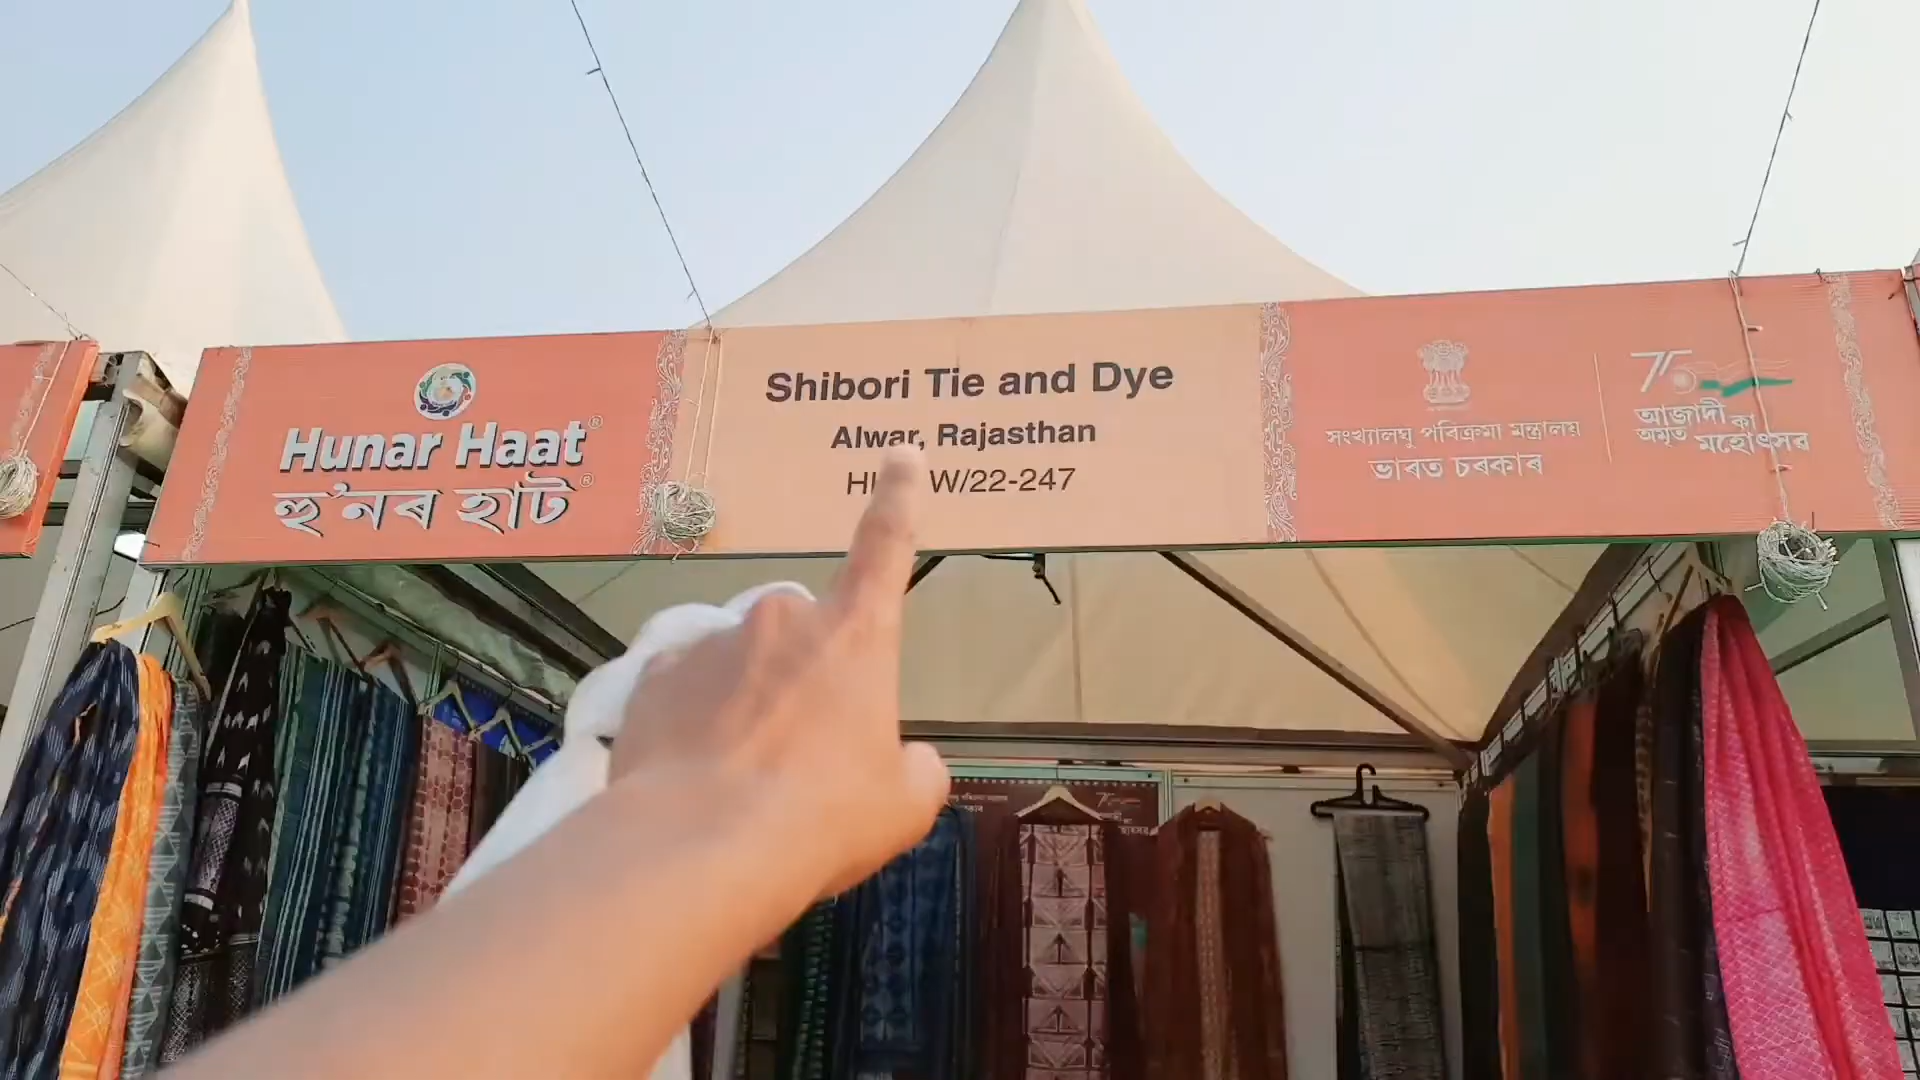 Hunar Haat®
হু'নৰ হাট®
Shibori Tie and Dye
Alwar, Rajasthan
W/22-247
সংখ্যালঘু পৰিক্ৰমা মন্ত্ৰালয়
ভাৰত চৰকাৰ
75
আজাদী কা
অমৃত মহোৎসৱ